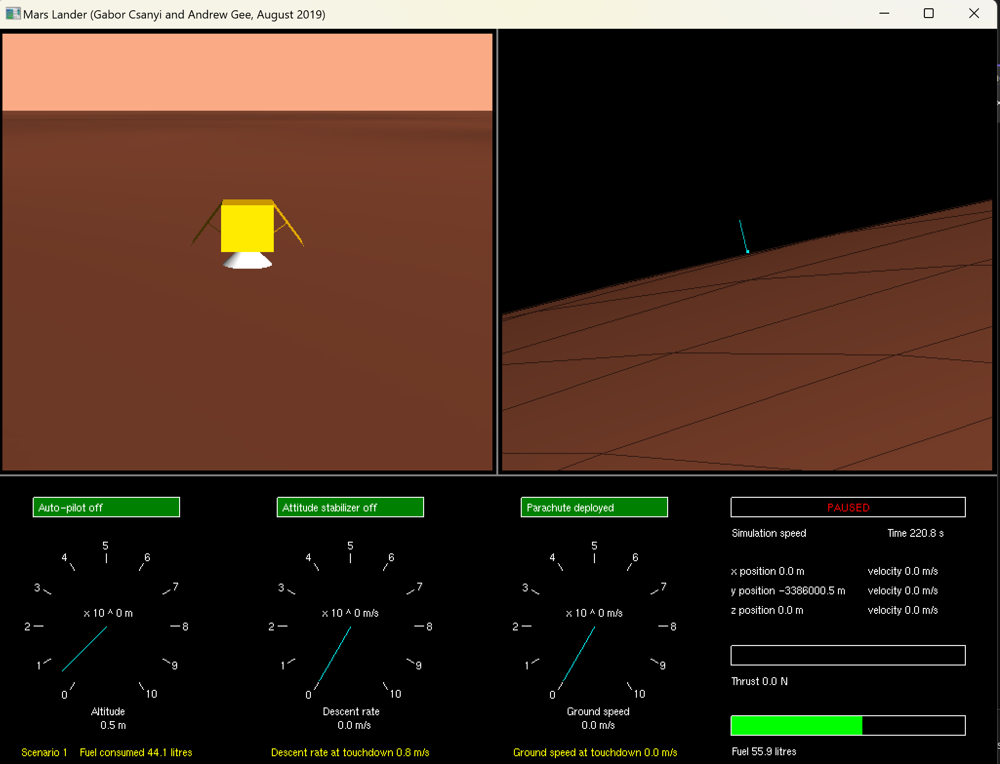 Mars Lander (Gabor Csanyi and Andrew Gee, August 2019)
Auto-pilot off
Attitude stabilizer off
Parachute deployed
PAUSED
Simulation speed Time 220.8 s
x position 0.0 m velocity 0.0 m/s
y position -3386000.5 m velocity 0.0 m/s
z position 0.0 m velocity 0.0 m/s
0 1 2 3 4 5 6 7 8 9 10
x 10 ^ 0 m
Altitude
0.5 m
0 1 2 3 4 5 6 7 8 9 10
x 10 ^ 0 m/s
Descent rate
0.0 m/s
0 1 2 3 4 5 6 7 8 9 10
x 10 ^ 0 m/s
Ground speed
0.0 m/s
Thrust 0.0 N
Fuel 55.9 litres
Scenario 1 Fuel consumed 44.1 litres
Descent rate at touchdown 0.8 m/s
Ground speed at touchdown 0.0 m/s